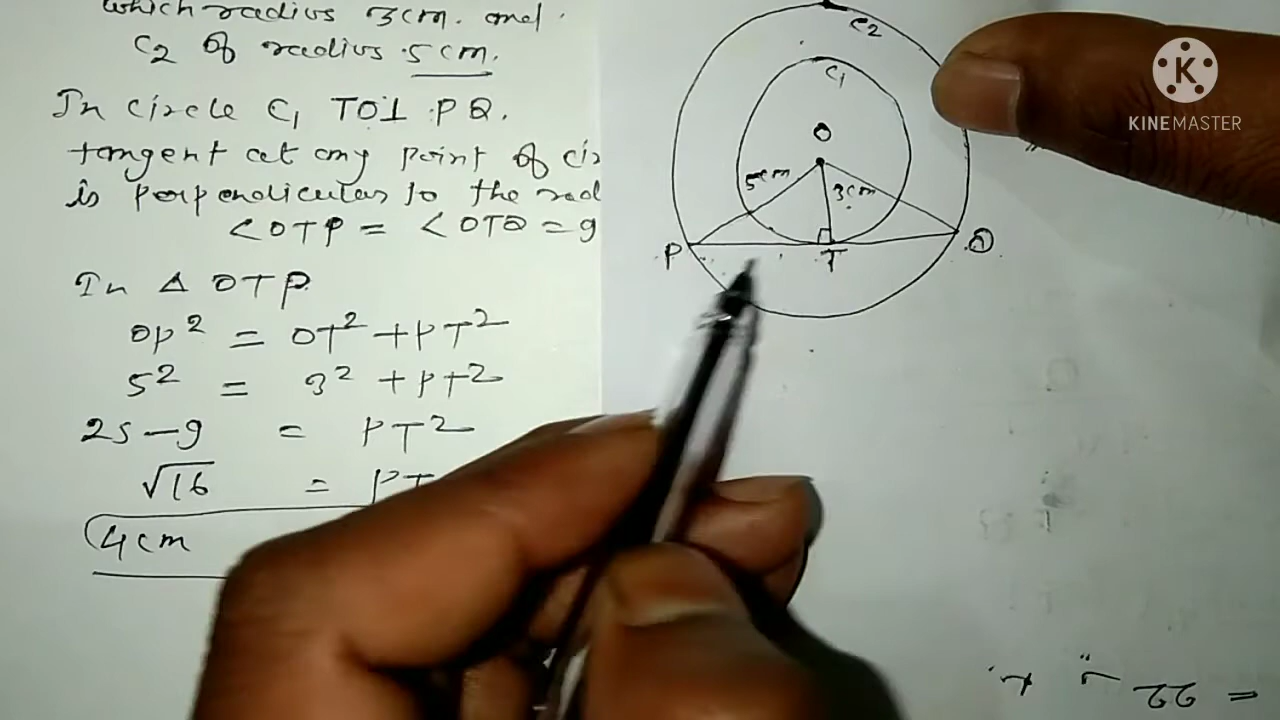 which radius 3cm. and
C2 of radius 5cm.
In circle C1 TO⊥ PQ.
tangent at any point of cir
is perpendicular to the rad
<OTP = <OTQ = 9
In Δ OTP
OP² = OT² + PT²
5² = 3² + PT²
25 - 9 = PT²
√16 = PT
4cm
C2
C1
O
5cm
3cm
P
T
Q
K
KINEMASTER
= 22